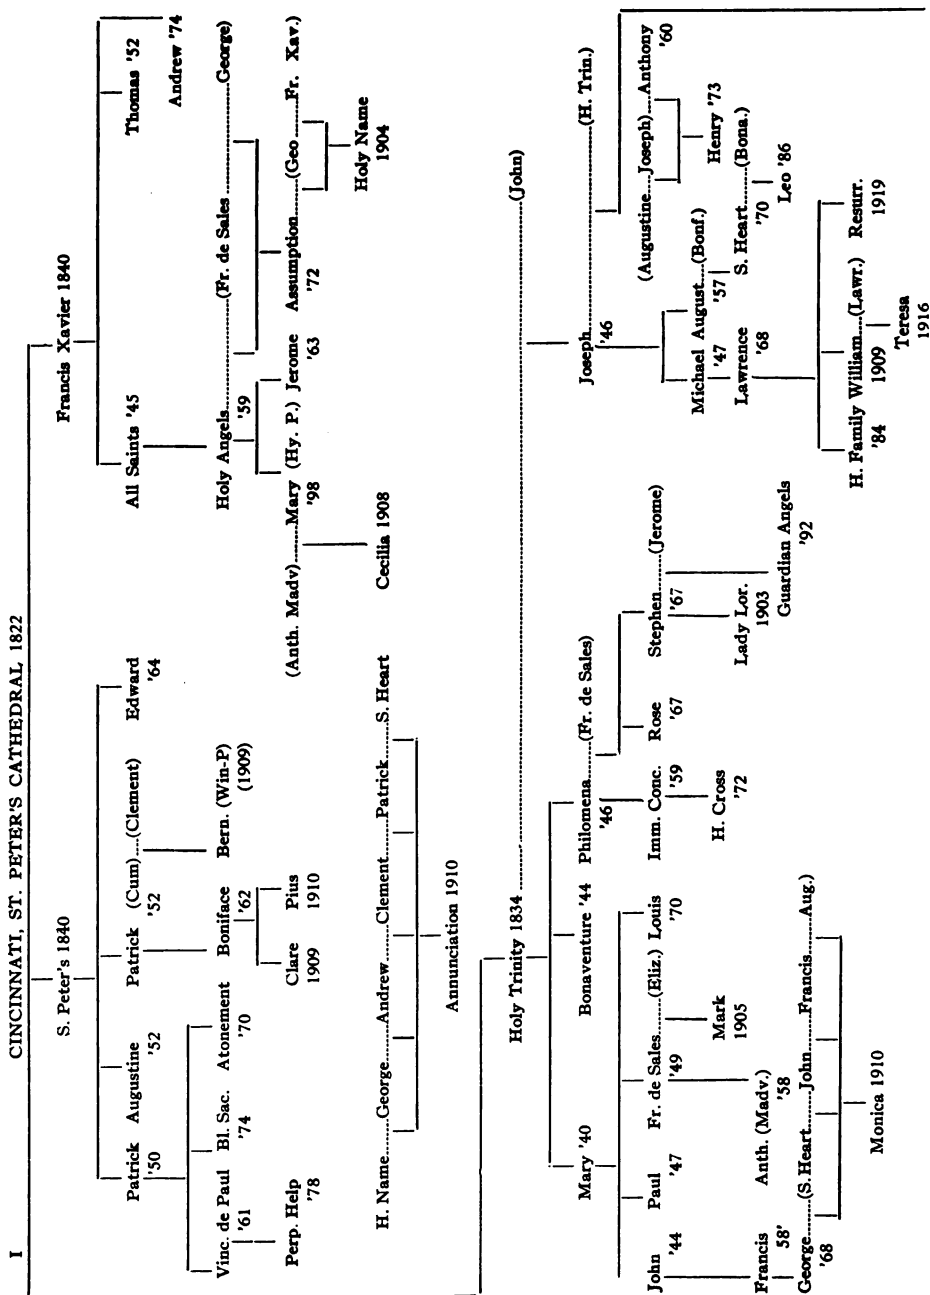 I CINCINNATI, ST. PETER'S CATHEDRAL 1822
S. Peter's 1840
Francis Xavier 1840
Patrick '50
Augustine '52
Patrick '52
(Cum)....(Clement)
Edward '64
All Saints '45
Thomas '52
Andrew '74
Vinc. de Paul '61
Bl. Sac. '74
Atonement '70
Boniface '62
Bern. (Win-P) (1909)
Holy Angels '59
(Fr. de Sales
George)
Perp. Help '78
Clare 1909
Pius 1910
(Anth. Madv)
Mary '98
(Hy. P.)
Jerome '63
Assumption '72
(Geo
Fr. Xav.)
Holy Name 1904
Cecilia 1908
H. Name
George
Andrew
Clement
Patrick
S. Heart
Annunciation 1910
Holy Trinity 1834
(John)
Mary '40
Bonaventure '44
Philomena '46
(Fr. de Sales)
Joseph '46
(H. Trin.)
John '44
Paul '47
Fr. de Sales '49
(Eliz.)
Louis '70
Imm. Conc. '59
Rose '67
Stephen '67
(Jerome)
Michael '47
August. '57
(Bonf.)
(Augustine
Joseph)
Anthony '60
Henry '73
Francis 58'
Anth. (Madv.) '58
Mark 1905
H. Cross '72
Lady Lor. 1903
Guardian Angels '92
Lawrence '68
S. Heart '70
(Bona.)
Leo '86
George '68
(S. Heart
John
Francis
Aug.)
Monica 1910
H. Family '84
William 1909
(Lawr.)
Resurr. 1919
Teresa 1916